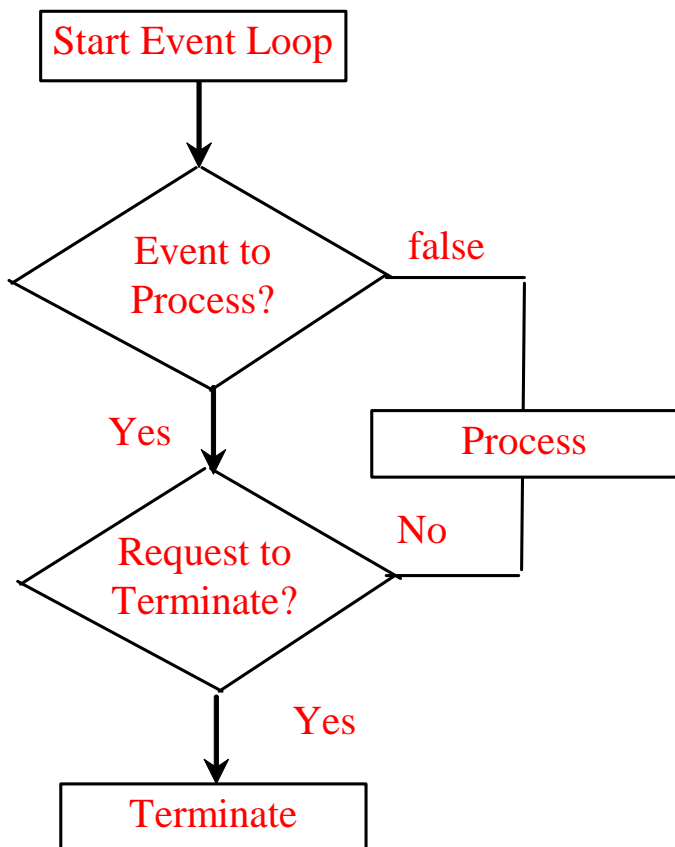 Start Event Loop
Event to
Process?
false
Yes
Process
No
Request to
Terminate?
Yes
Terminate